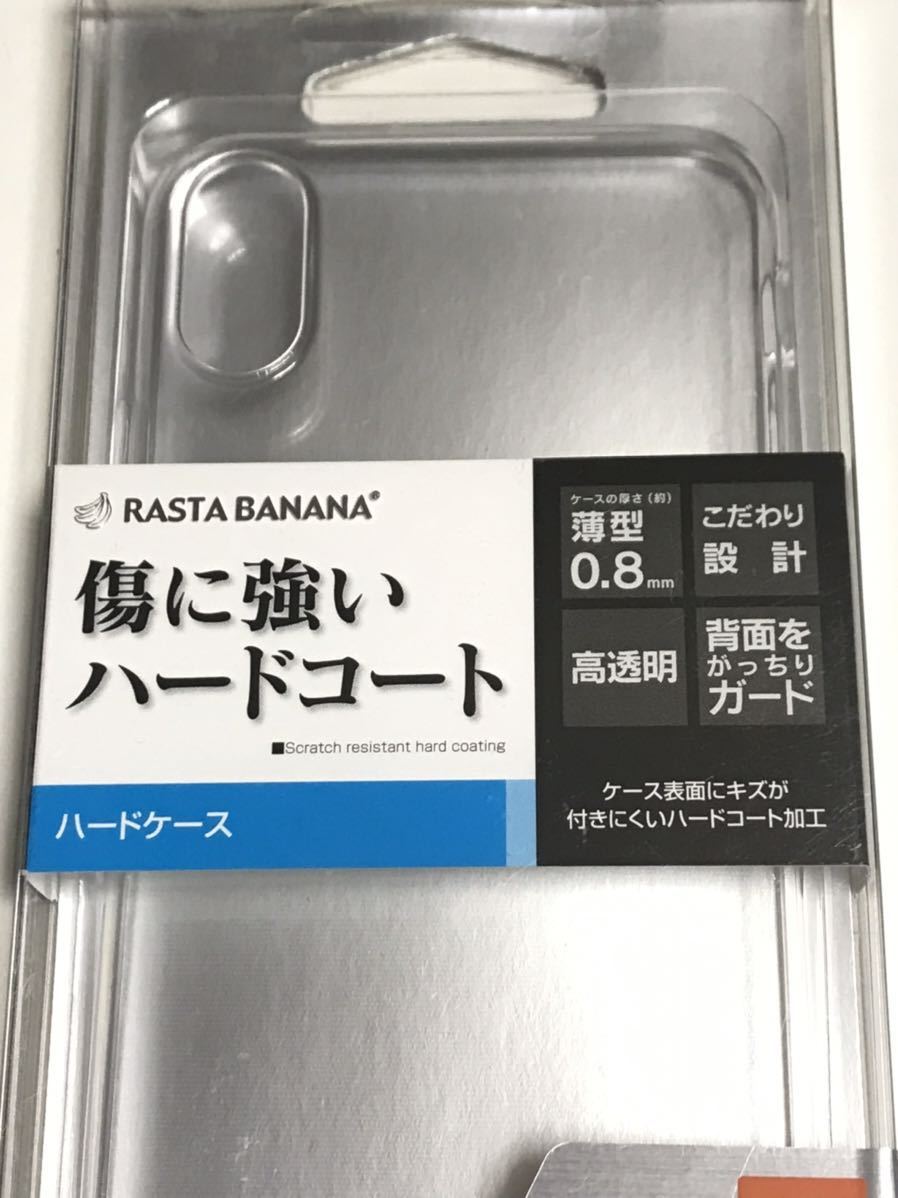 RASTA BANANA®
傷に強い
ハードコート
■Scratch resistant hard coating
ハードケース
ケースの厚さ（約）
薄型
0.8mm
こだわり
設計
高透明
背面を
がっちり
ガード
ケース表面にキズが
付きにくいハードコート加工